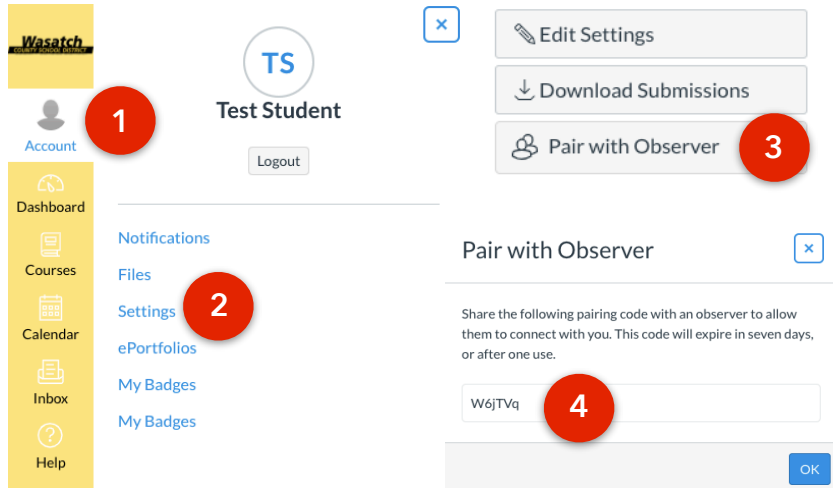 Wasatch
COUNTY SCHOOL DISTRICT
Account
1
Dashboard
Courses
Calendar
Inbox
Help
TS
Test Student
Logout
Notifications
Files
Settings
2
ePortfolios
My Badges
My Badges
Edit Settings
Download Submissions
Pair with Observer
3
Pair with Observer
Share the following pairing code with an observer to allow
them to connect with you. This code will expire in seven days,
or after one use.
W6jTVq
4
OK